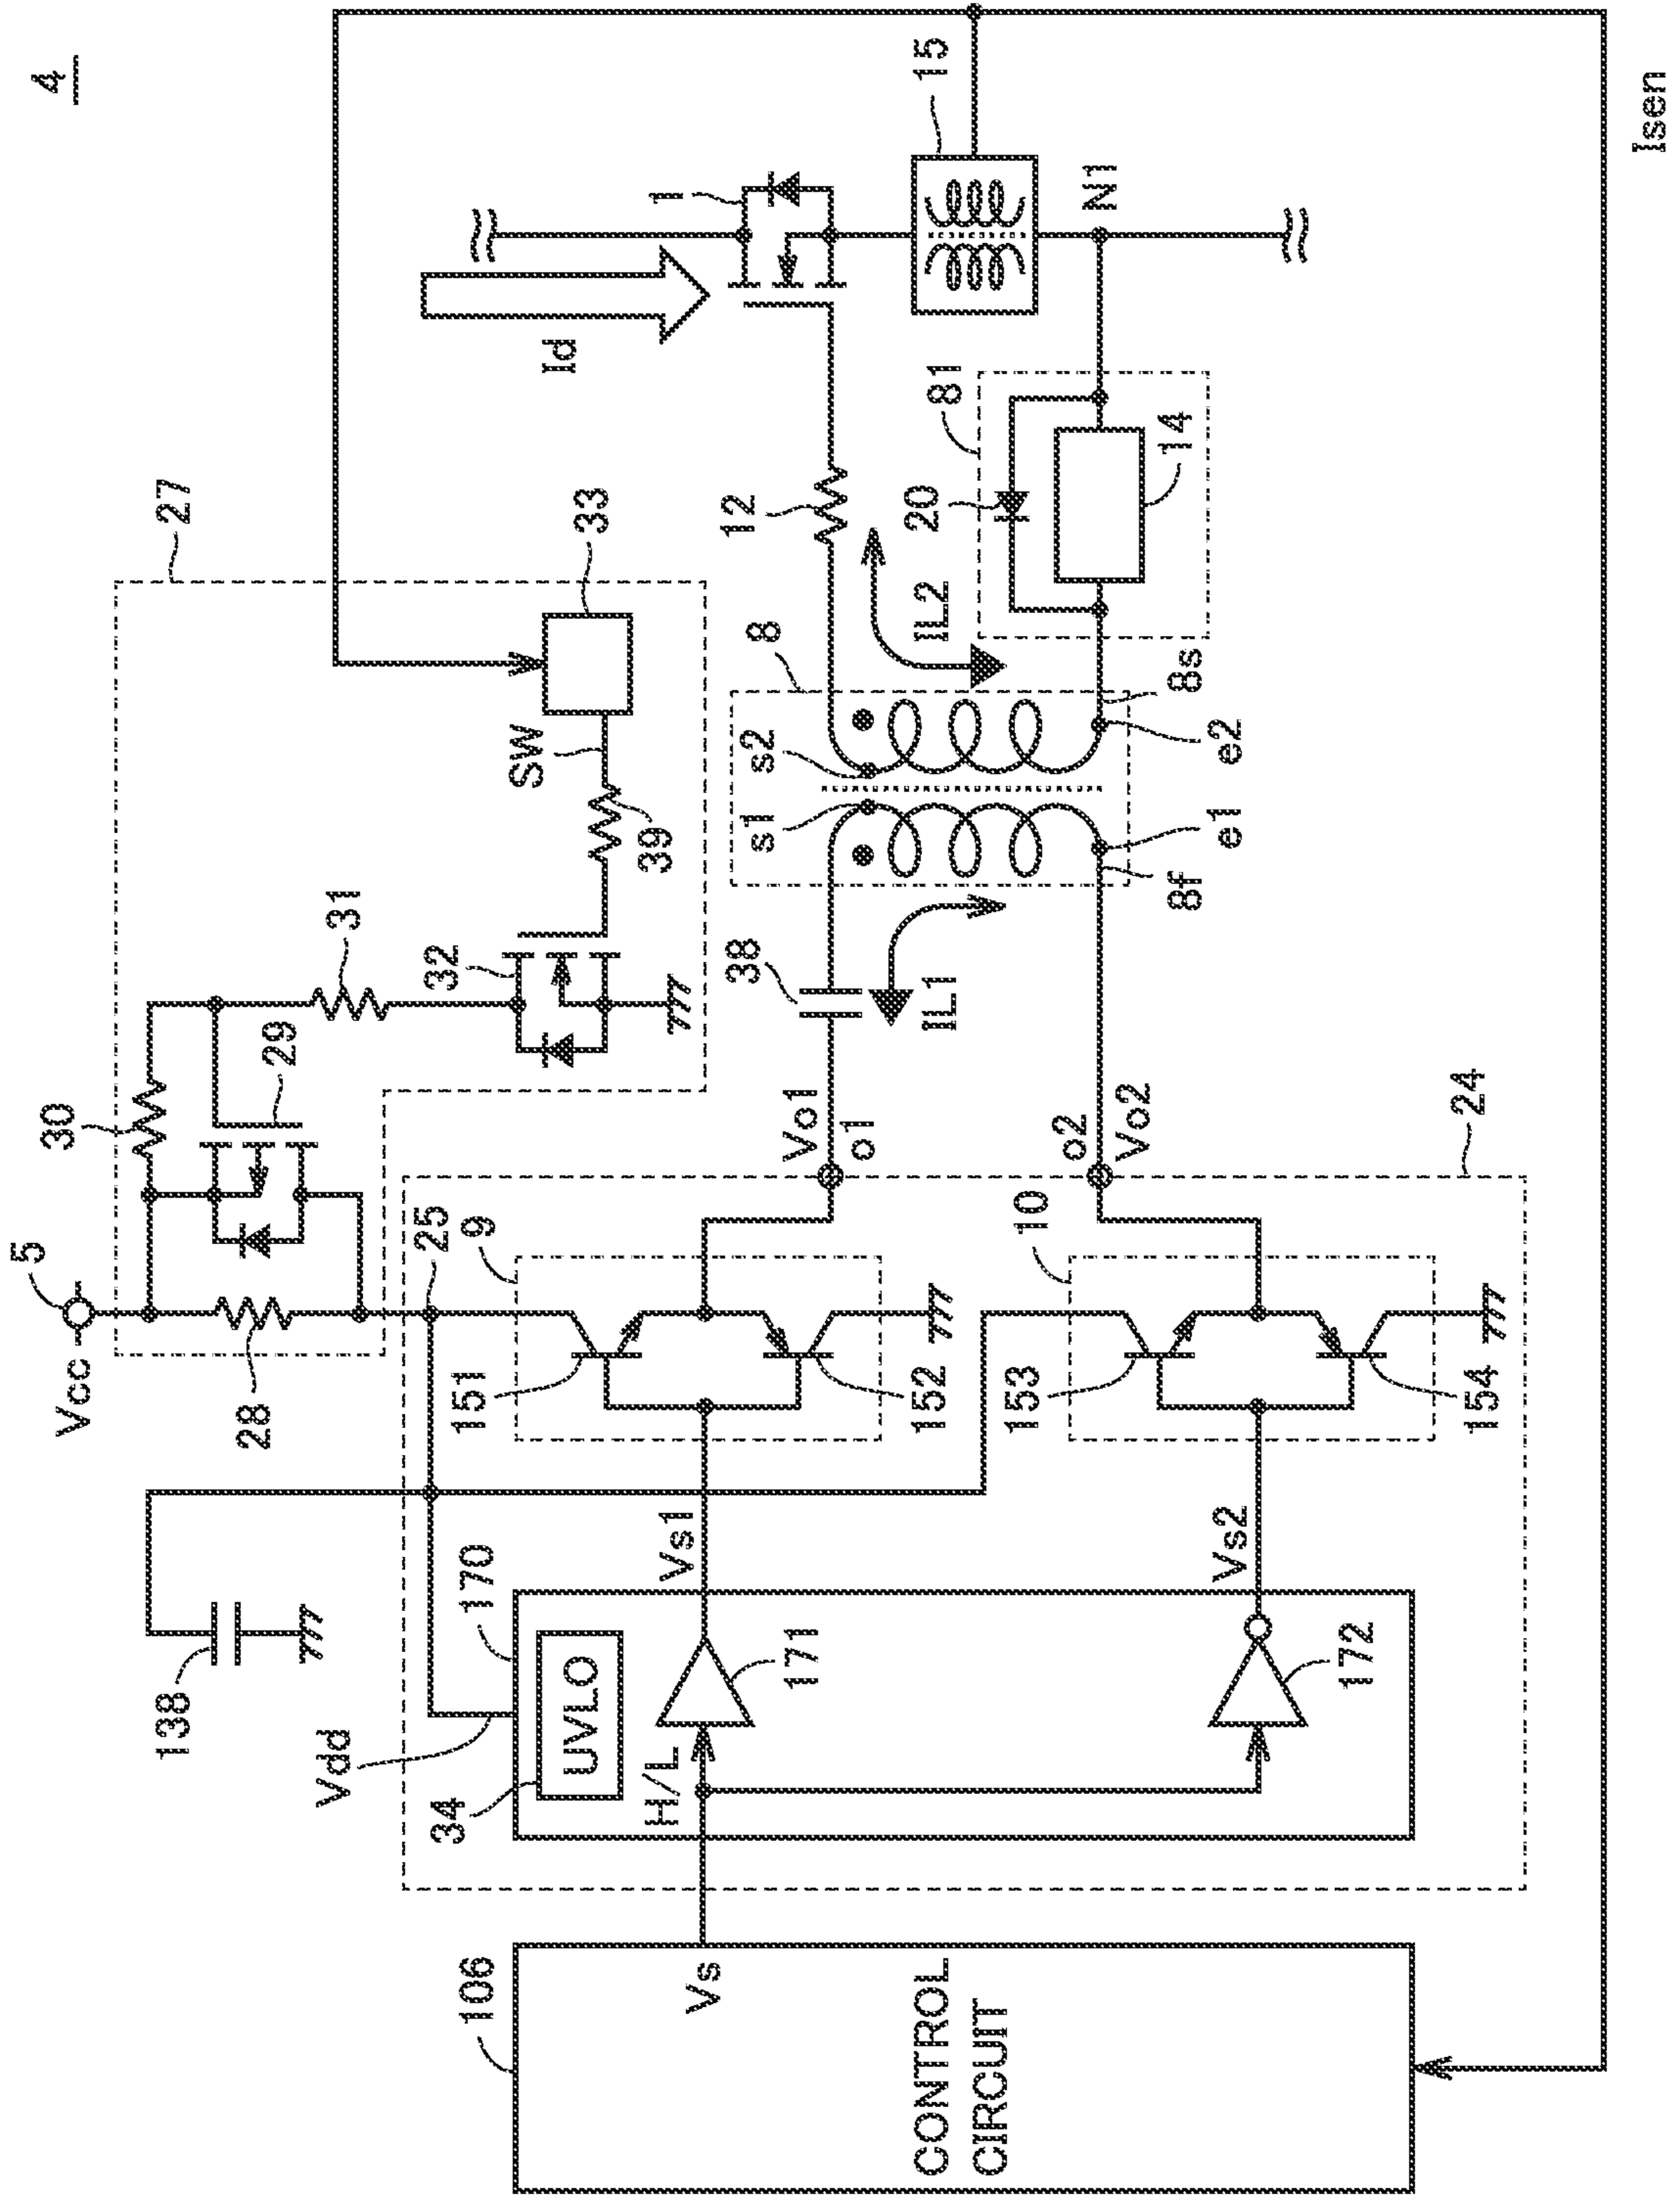 4
5
Vcc
30
28
29
31
32
39
SW
33
27
138
Vdd
25
Id
1
15
N1
Isen
12
20
81
14
8
s2
s1
IL2
8s
e2
e1
8f
38
IL1
Vo1
o1
o2
Vo2
24
9
151
152
10
153
154
170
34
UVLO
H/L
171
172
Vs1
Vs2
106
Vs
CONTROL
CIRCUIT